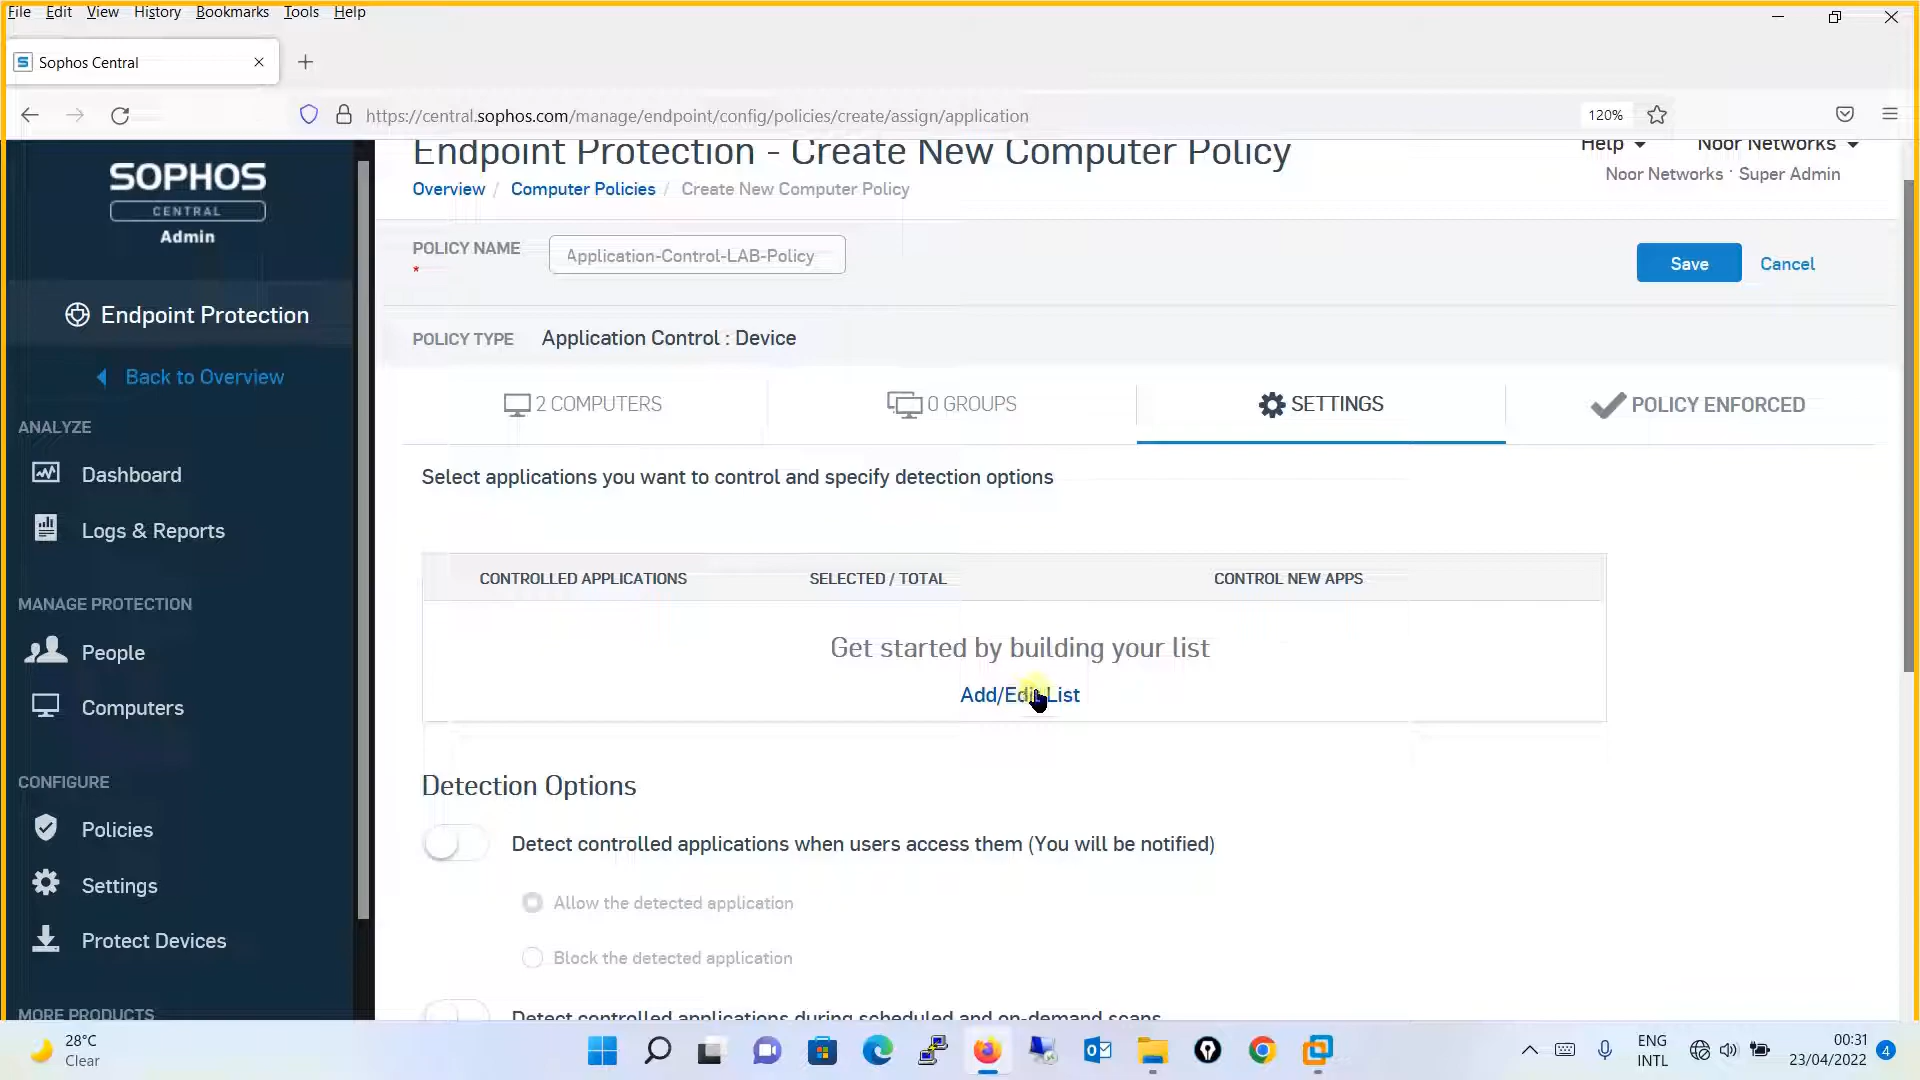 File Edit View History Bookmarks Tools Help
Sophos Central
https://central.sophos.com/manage/endpoint/config/policies/create/assign/application
120%
SOPHOS
CENTRAL
Admin
Endpoint Protection
Back to Overview
ANALYZE
Dashboard
Logs & Reports
MANAGE PROTECTION
People
Computers
CONFIGURE
Policies
Settings
Protect Devices
MORE PRODUCTS
Endpoint Protection - Create New Computer Policy
Help
Noor Networks
Overview / Computer Policies / Create New Computer Policy
Noor Networks · Super Admin
POLICY NAME *
Application-Control-LAB-Policy
Save Cancel
POLICY TYPE Application Control : Device
2 COMPUTERS
0 GROUPS
SETTINGS
POLICY ENFORCED
Select applications you want to control and specify detection options
CONTROLLED APPLICATIONS SELECTED / TOTAL CONTROL NEW APPS
Get started by building your list
Add/Edit List
Detection Options
Detect controlled applications when users access them (You will be notified)
Allow the detected application
Block the detected application
Detect controlled applications during scheduled and on-demand scans
28°C
Clear
ENG
INTL
00:31
23/04/2022
4